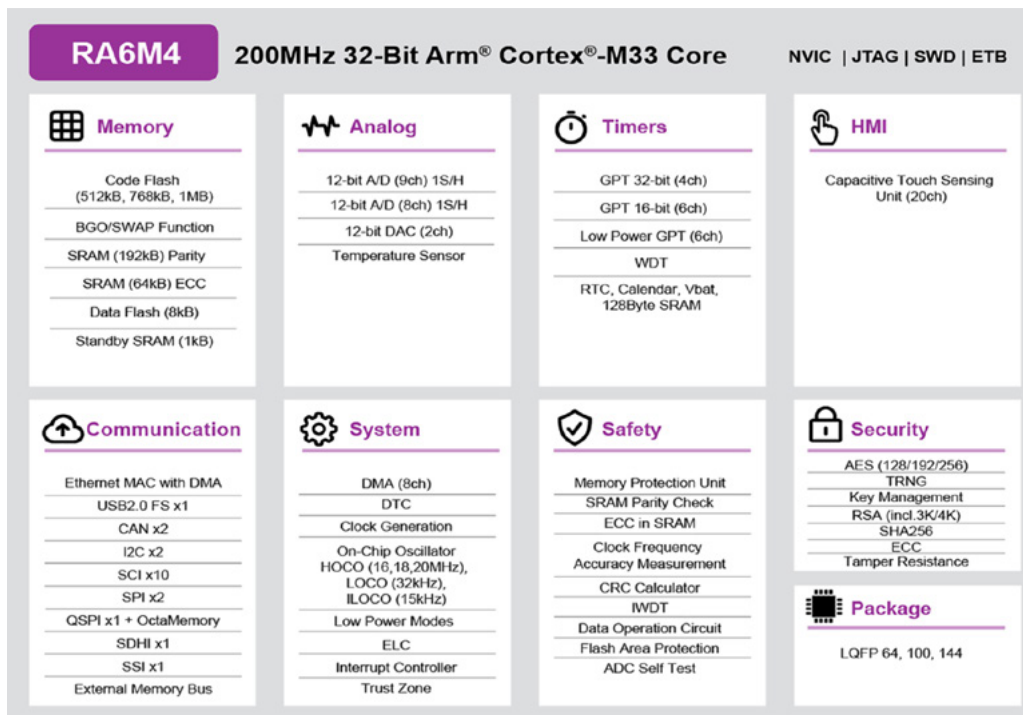 RA6M4
200MHz 32-Bit Arm® Cortex®-M33 Core
NVIC | JTAG | SWD | ETB
Memory
Code Flash
(512kB, 768kB, 1MB)
BGO/SWAP Function
SRAM (192kB) Parity
SRAM (64kB) ECC
Data Flash (8kB)
Standby SRAM (1kB)
Analog
12-bit A/D (9ch) 1S/H
12-bit A/D (8ch) 1S/H
12-bit DAC (2ch)
Temperature Sensor
Timers
GPT 32-bit (4ch)
GPT 16-bit (6ch)
Low Power GPT (6ch)
WDT
RTC, Calendar, Vbat,
128Byte SRAM
HMI
Capacitive Touch Sensing
Unit (20ch)
Communication
Ethernet MAC with DMA
USB2.0 FS x1
CAN x2
I2C x2
SCI x10
SPI x2
QSPI x1 + OctaMemory
SDHI x1
SSI x1
External Memory Bus
System
DMA (8ch)
DTC
Clock Generation
On-Chip Oscillator
HOCO (16,18,20MHz),
LOCO (32kHz),
ILOCO (15kHz)
Low Power Modes
ELC
Interrupt Controller
Trust Zone
Safety
Memory Protection Unit
SRAM Parity Check
ECC in SRAM
Clock Frequency
Accuracy Measurement
CRC Calculator
IWDT
Data Operation Circuit
Flash Area Protection
ADC Self Test
Security
AES (128/192/256)
TRNG
Key Management
RSA (incl.3K/4K)
SHA256
ECC
Tamper Resistance
Package
LQFP 64, 100, 144